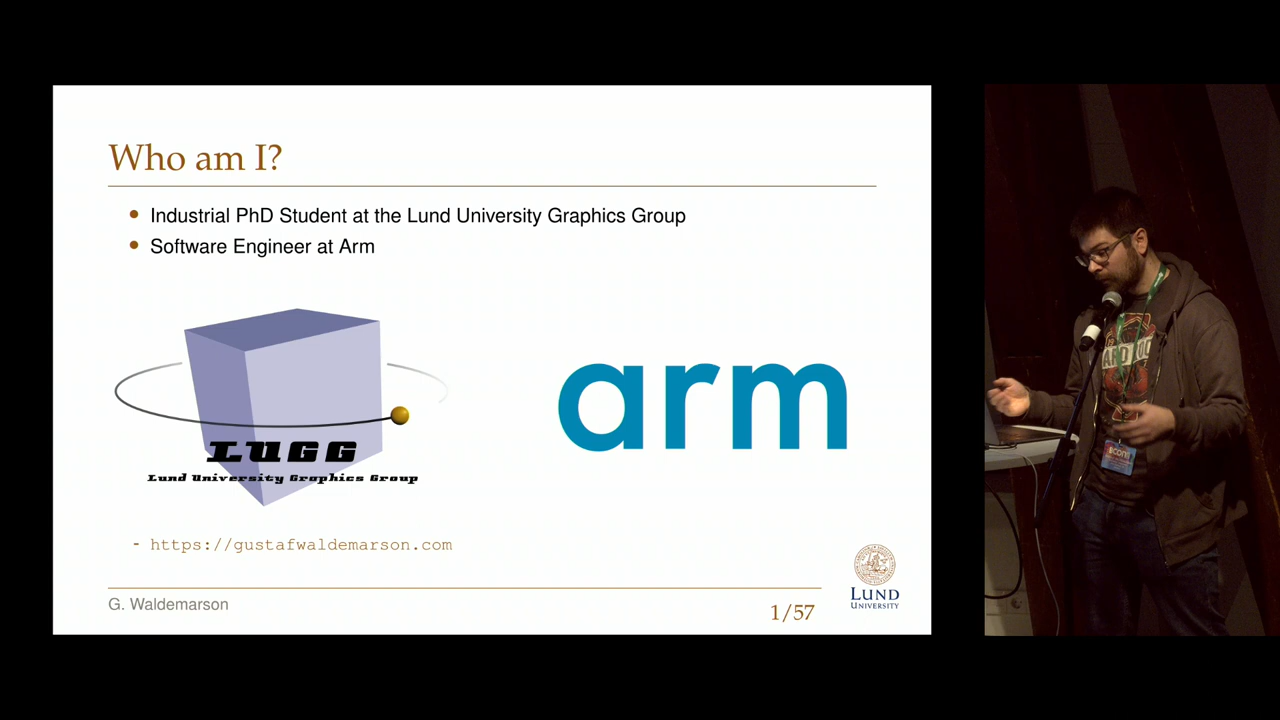 Who am I?
• Industrial PhD Student at the Lund University Graphics Group
• Software Engineer at Arm
LUGG
Lund University Graphics Group
arm
- https://gustafwaldemarson.com
G. Waldemarson
1/57
LUND
UNIVERSITY